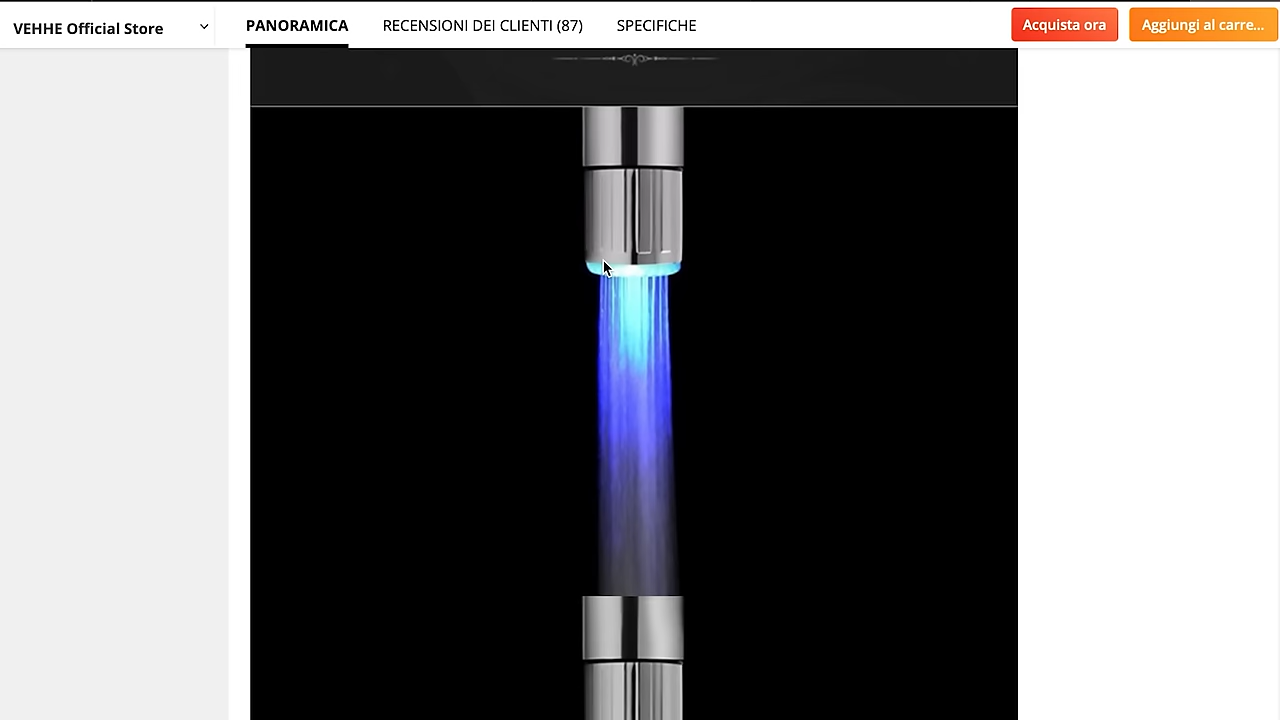 VEHHE Official Store
PANORAMICA
RECENSIONI DEI CLIENTI (87)
SPECIFICHE
Acquista ora
Aggiungi al carre...